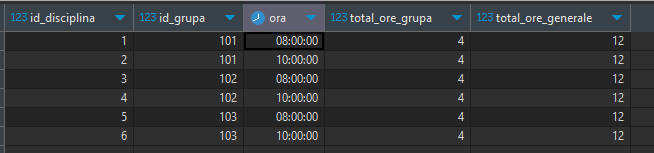 123 id_disciplina 123 id_grupa ora 123 total_ore_grupa 123 total_ore_generale
1 101 08:00:00 4 12
2 101 10:00:00 4 12
3 102 08:00:00 4 12
4 102 10:00:00 4 12
5 103 08:00:00 4 12
6 103 10:00:00 4 12